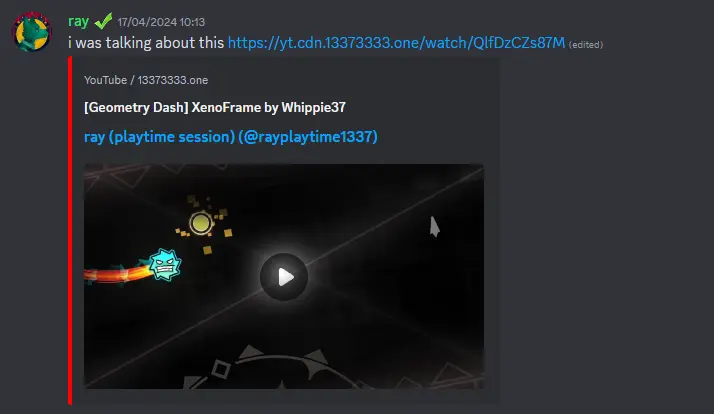 ray 17/04/2024 10:13
i was talking about this https://yt.cdn.13373333.one/watch/QlfDzCZs87M (edited)
YouTube / 13373333.one
[Geometry Dash] XenoFrame by Whippie37
ray (playtime session) (@rayplaytime1337)